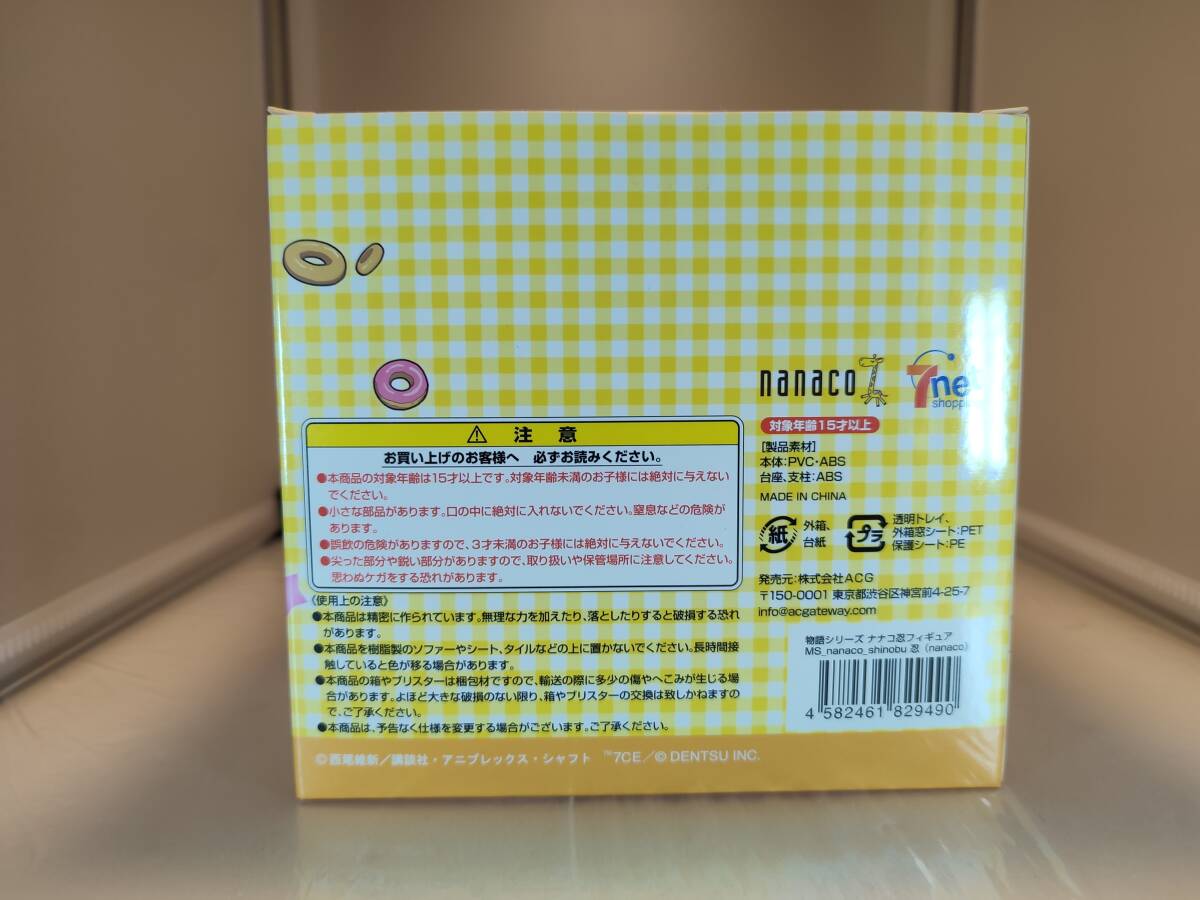 nanaco
7ne
shopp
対象年齢15才以上
[製品素材]
本体:PVC・ABS
台座、支柱:ABS
MADE IN CHINA
紙
外箱、
台紙
プラ
透明トレイ、
外箱窓シート:PET
保護シート:PE
発売元:株式会社ACG
〒150-0001 東京都渋谷区神宮前4-25-7
info@acgateway.com
物語シリーズ ナナコ忍フィギュア
MS_nanaco_shinobu 忍(nanaco)
4 582461 829490
⚠ 注意
お買い上げのお客様へ 必ずお読みください。
●本商品の対象年齢は15才以上です。対象年齢未満のお子様には絶対に与えない
でください。
●小さな部品があります。口の中に絶対に入れないでください。窒息などの危険が
あります。
●誤飲の危険がありますので、3才未満のお子様には絶対に与えないでください。
●尖った部分や鋭い部分がありますので、取り扱いや保管場所に注意してください。
思わぬケガをする恐れがあります。
〈使用上の注意〉
●本商品は精密に作られています。無理な力を加えたり、落としたりすると破損する恐れ
があります。
●本商品を樹脂製のソファーやシート、タイルなどの上に置かないでください。長時間接
触していると色が移る場合があります。
●本商品の箱やブリスターは梱包材ですので、輸送の際に多少の傷やへこみが生じる場
合があります。よほど大きな破損のない限り、箱やブリスターの交換は致しかねますの
で、ご了承ください。
●本商品は、予告なく仕様を変更する場合がございます。ご了承ください。
©西尾維新/講談社・アニプレックス・シャフト ™7CE/© DENTSU INC.